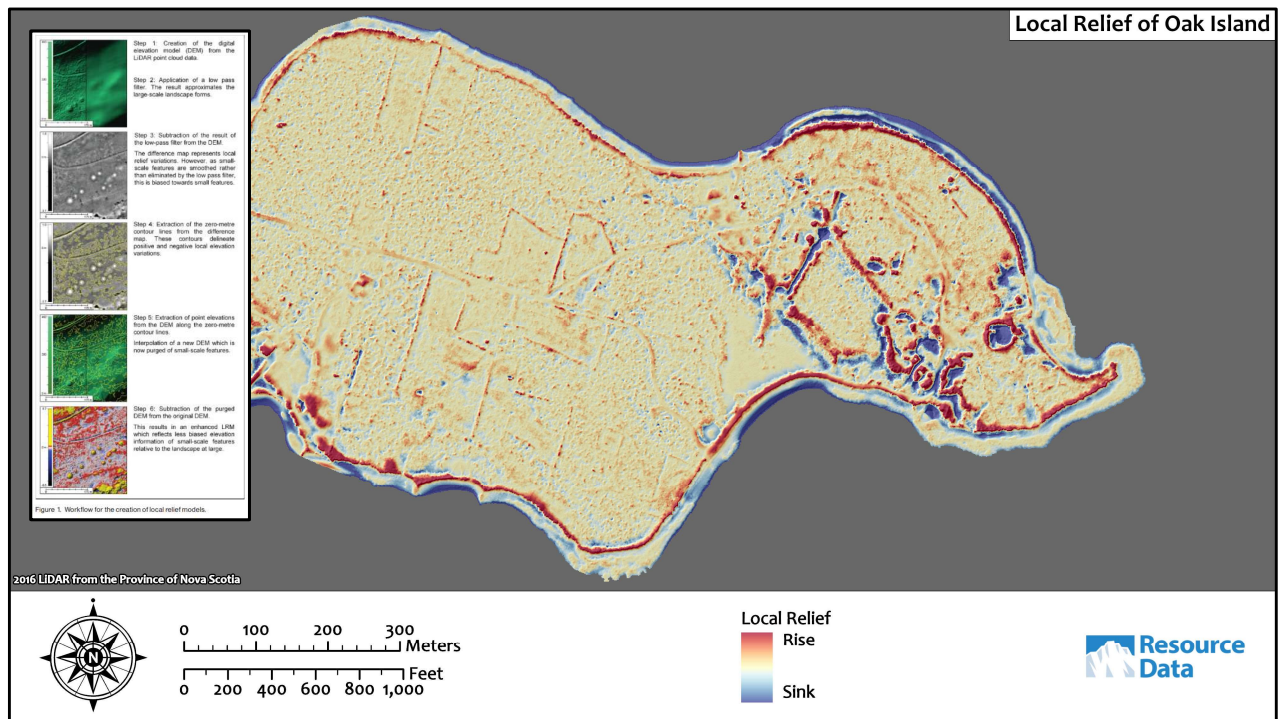 Local Relief of Oak Island
Step 1: Creation of the digital
elevation model (DEM) from the
LiDAR point cloud data.
Step 2: Application of a low pass
filter. The result approximates the
large-scale landscape forms.
Step 3: Subtraction of the result of
the low-pass filter from the DEM.
The difference map represents local
relief variations. However, as small-
scale features are smoothed rather
than eliminated by the low pass filter,
this is biased towards small features.
Step 4: Extraction of the zero-metre
contour lines from the difference
map. These contours delineate
positive and negative local elevation
variations.
Step 5: Extraction of point elevations
from the DEM along the zero-metre
contour lines.
Interpolation of a new DEM which is
now purged of small-scale features.
Step 6: Subtraction of the purged
DEM from the original DEM.
This results in an enhanced LRM
which reflects less biased elevation
information of small-scale features
relative to the landscape at large.
Figure 1. Workflow for the creation of local relief models.
2016 LiDAR from the Province of Nova Scotia
N
0 100 200 300
Meters
Feet
0 200 400 600 800 1,000
Local Relief
Rise
Sink
Resource
Data